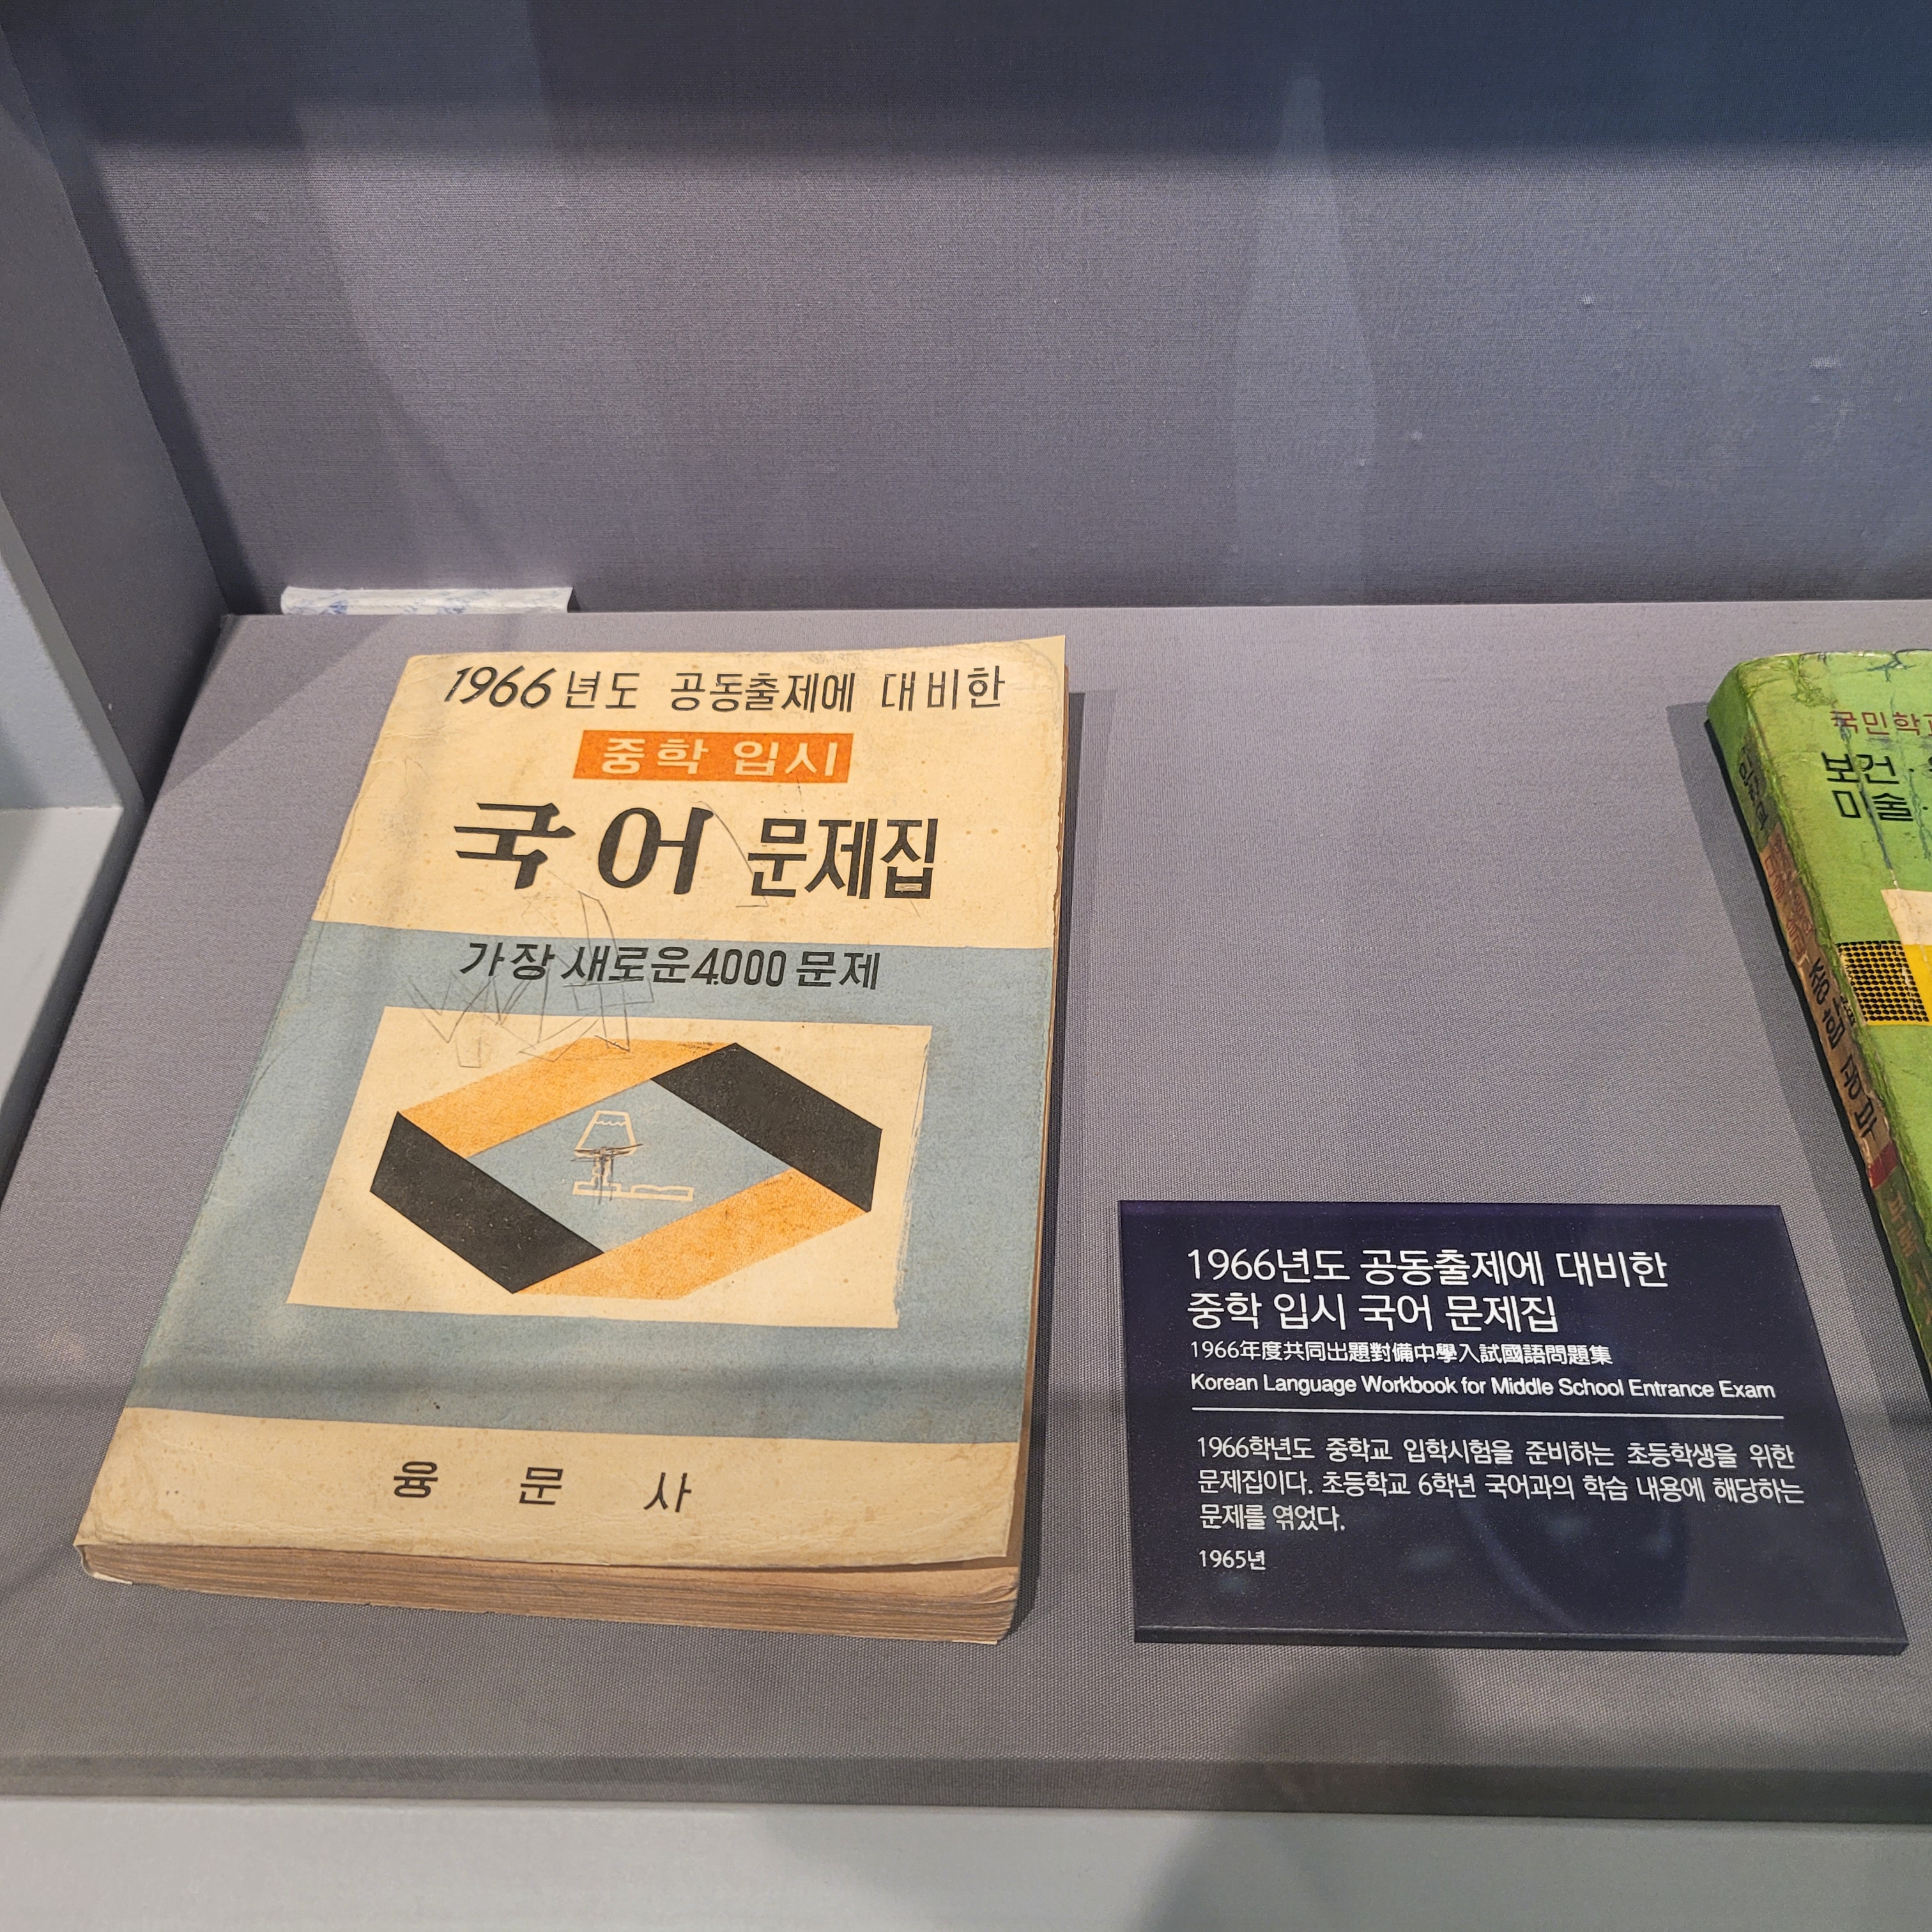 1966년도 공동출제에 대비한
중학 입시
국어 문제집
가장 새로운 4.000 문제
융문사
1966년도 공동출제에 대비한
중학 입시 국어 문제집
1966年度共同出題對備中學入試國語問題集
Korean Language Workbook for Middle School Entrance Exam
1966학년도 중학교 입학시험을 준비하는 초등학생을 위한
문제집이다. 초등학교 6학년 국어과의 학습 내용에 해당하는
문제를 엮었다.
1965년
국민학교
보건
미술